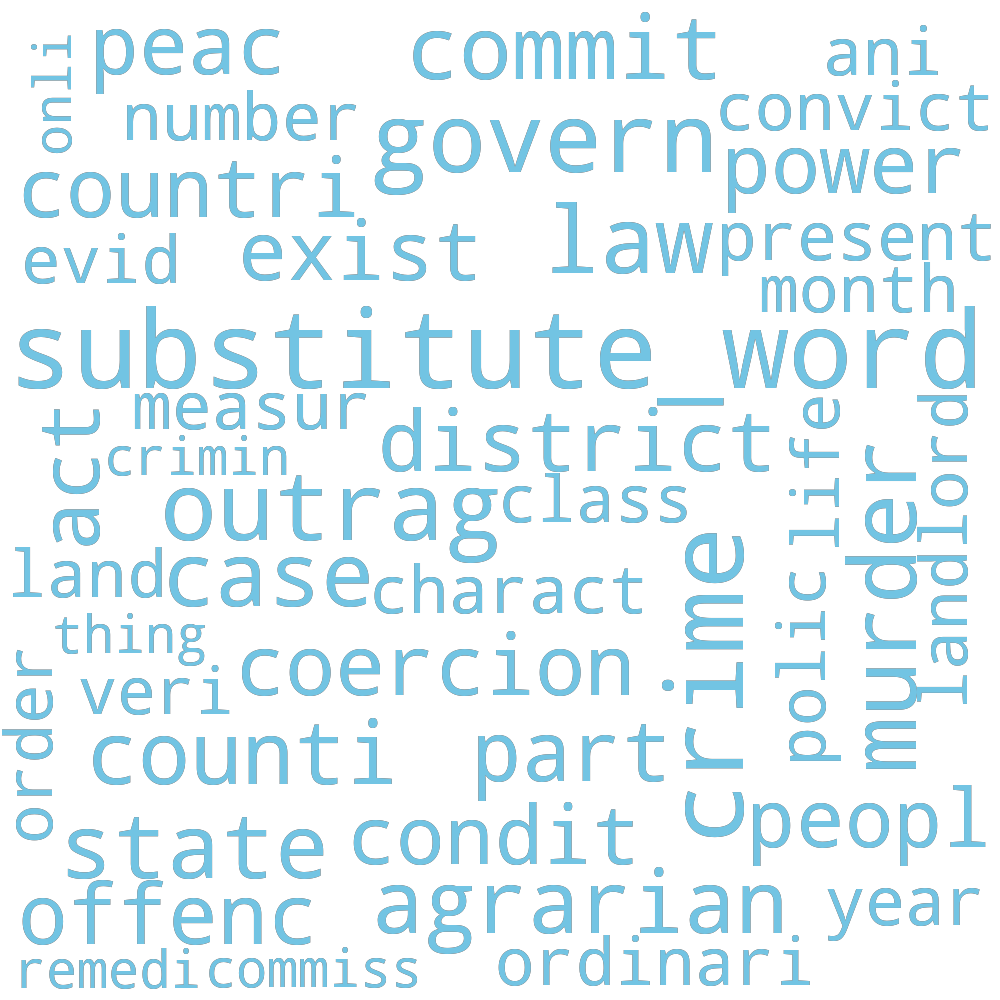 onli
peac
commit
ani
number
govern
convict
countri
power
evid
exist
law
present
month
substitute_word
measur
act
crimin
district
life
landlord
outrag
class
murder
land
case
charact
crime
polic
thing
order
veri
coercion
counti
part
state
condit
peopl
offenc
agrarian
year
remedi
commiss
ordinari